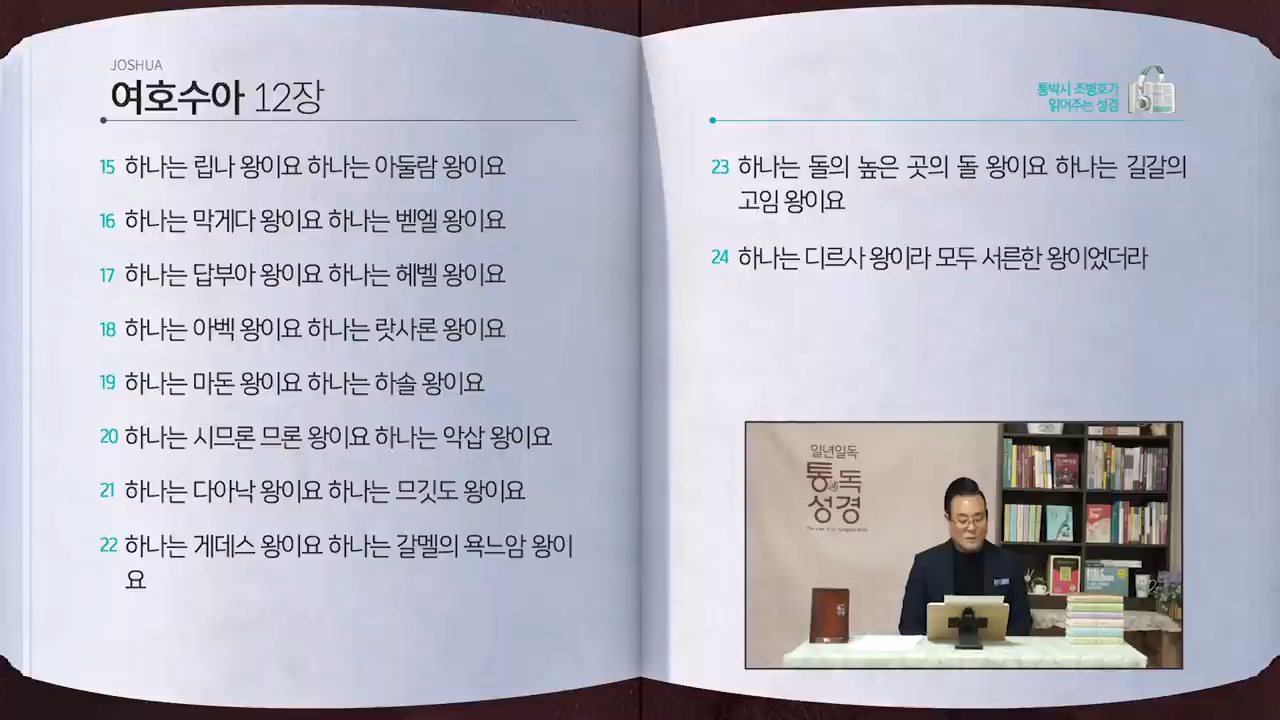 JOSHUA
여호수아 12장
15 하나는 립나 왕이요 하나는 아둘람 왕이요
16 하나는 막게다 왕이요 하나는 벧엘 왕이요
17 하나는 답부아 왕이요 하나는 헤벨 왕이요
18 하나는 아벡 왕이요 하나는 랏사론 왕이요
19 하나는 마돈 왕이요 하나는 하솔 왕이요
20 하나는 시므론 므론 왕이요 하나는 악삽 왕이요
21 하나는 다아낙 왕이요 하나는 므깃도 왕이요
22 하나는 게데스 왕이요 하나는 갈멜의 욕느암 왕이
요
통박사 조병호가
읽어주는 성경
23 하나는 돌의 높은 곳의 돌 왕이요 하나는 길갈의
고임 왕이요
24 하나는 디르사 왕이라 모두 서른한 왕이었더라
일년일독
통독
성경